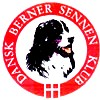 DANSK BERNER SENNEN KLUB